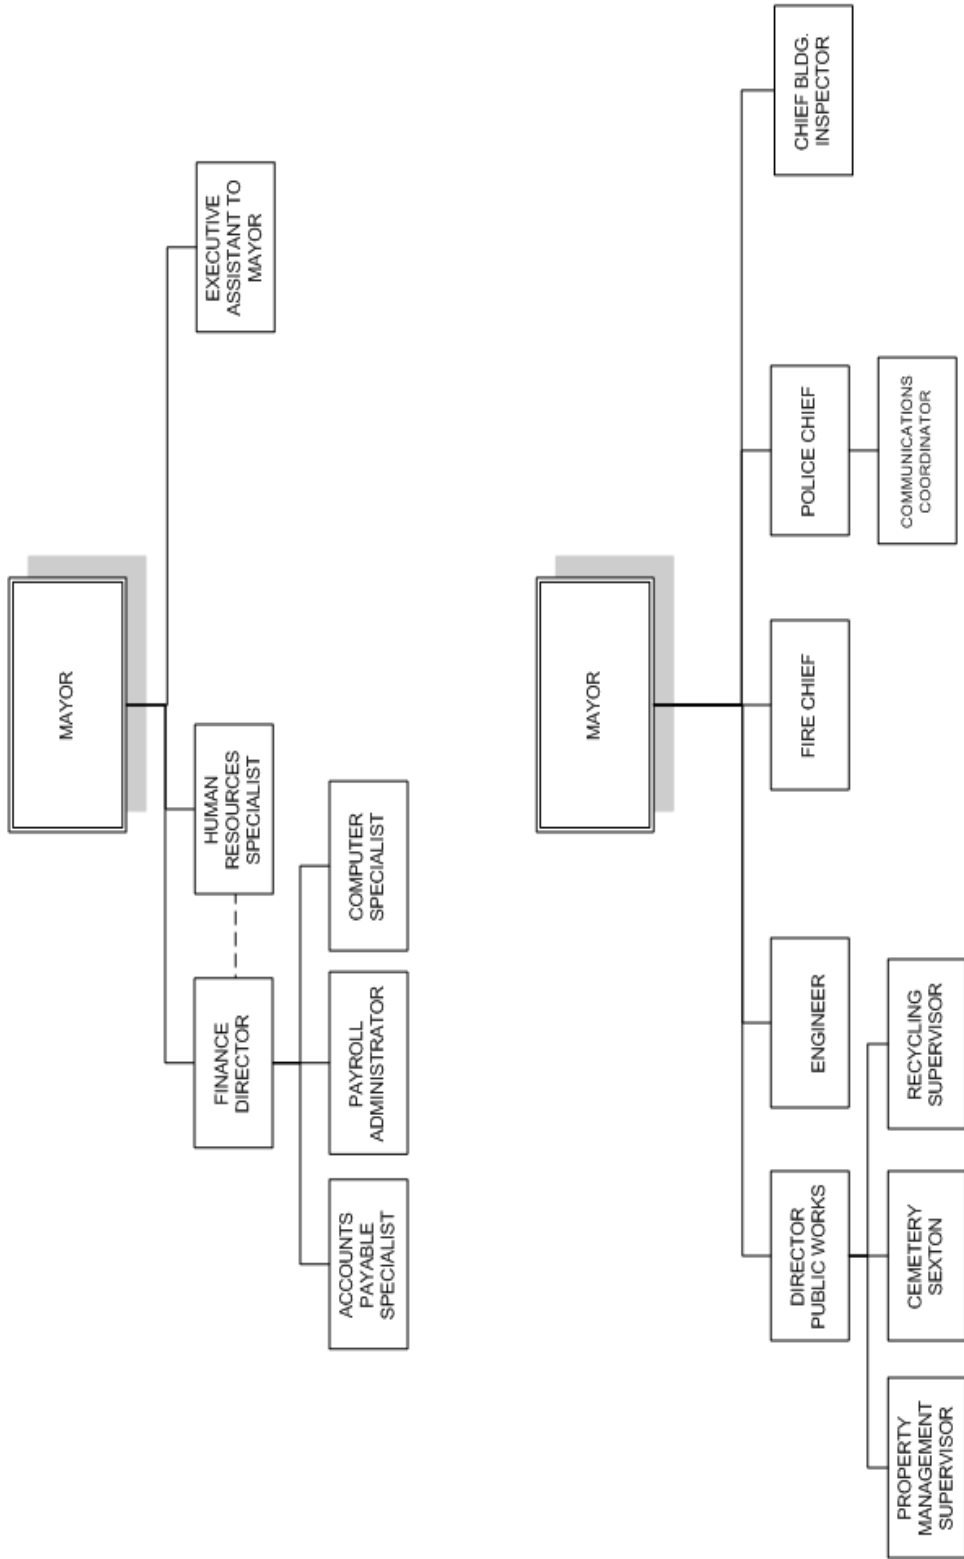 MAYOR
FINANCE
DIRECTOR
HUMAN
RESOURCES
SPECIALIST
EXECUTIVE
ASSISTANT TO
MAYOR
ACCOUNTS
PAYABLE
SPECIALIST
PAYROLL
ADMINISTRATOR
COMPUTER
SPECIALIST
MAYOR
DIRECTOR
PUBLIC WORKS
ENGINEER
FIRE CHIEF
POLICE CHIEF
CHIEF BLDG.
INSPECTOR
PROPERTY
MANAGEMENT
SUPERVISOR
CEMETERY
SEXTON
RECYCLING
SUPERVISOR
COMMUNICATIONS
COORDINATOR